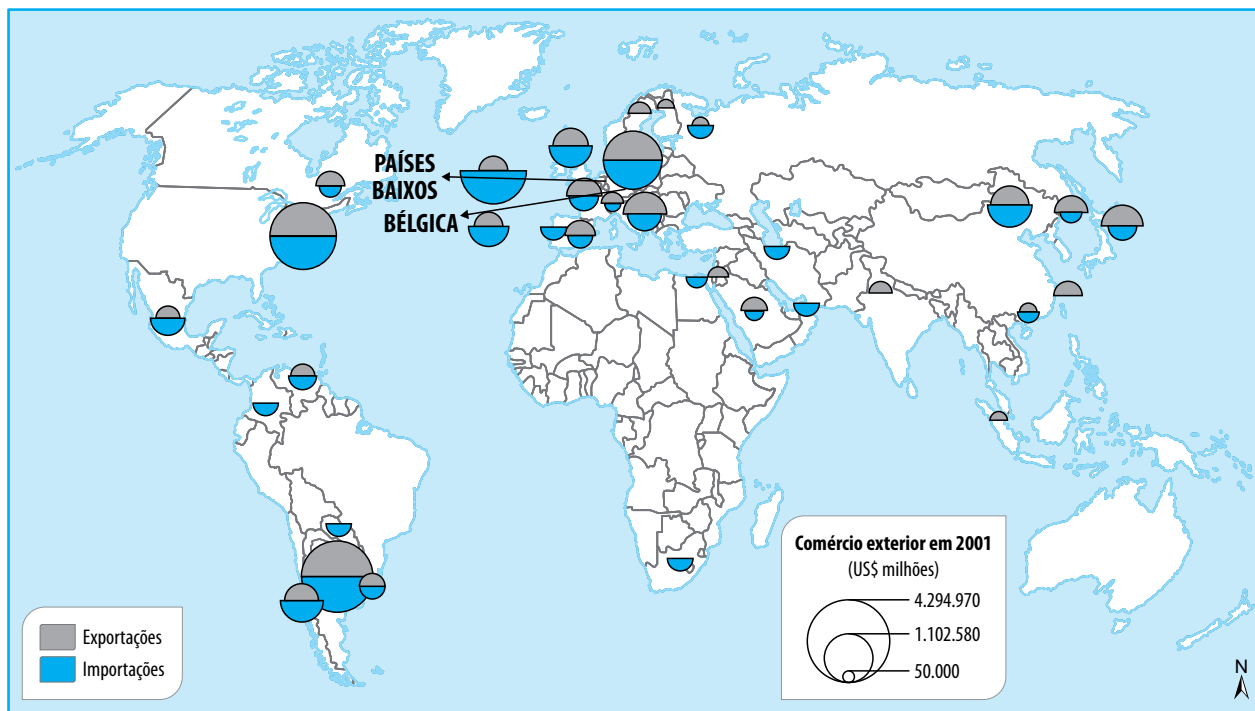 PAÍSES
BAIXOS
BÉLGICA
Comércio exterior em 2001
(US$ milhões)
4.294.970
1.102.580
50.000
Exportações
Importações
N